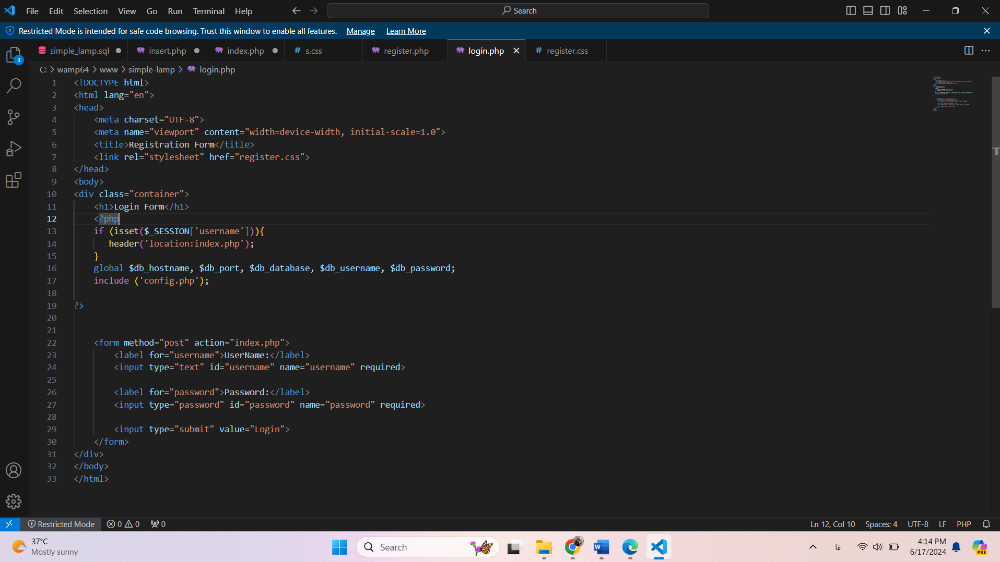 File Edit Selection View Go Run Terminal Help Search
Restricted Mode is intended for safe code browsing. Trust this window to enable all features. Manage Learn More
simple_lamp.sql insert.php index.php # s.css register.php login.php # register.css
3
C: > wamp64 > www > simple-lamp > login.php
1 <!DOCTYPE html>
2 <html lang="en">
3 <head>
4 <meta charset="UTF-8">
5 <meta name="viewport" content="width=device-width, initial-scale=1.0">
6 <title>Registration Form</title>
7 <link rel="stylesheet" href="register.css">
8 </head>
9 <body>
10 <div class="container">
11 <h1>Login Form</h1>
12 <?php
13 if (isset($_SESSION['username'])){
14 header('location:index.php');
15 }
16 global $db_hostname, $db_port, $db_database, $db_username, $db_password;
17 include ('config.php');
18
19 ?>
20
21
22 <form method="post" action="index.php">
23 <label for="username">UserName:</label>
24 <input type="text" id="username" name="username" required>
25
26 <label for="password">Password:</label>
27 <input type="password" id="password" name="password" required>
28
29 <input type="submit" value="Login">
30 </form>
31 </div>
32 </body>
33 </html>
Restricted Mode 0 0 0 Ln 12, Col 10 Spaces: 4 UTF-8 LF PHP
37°C
Mostly sunny
Search
W
فا
4:14 PM
6/17/2024
PRE